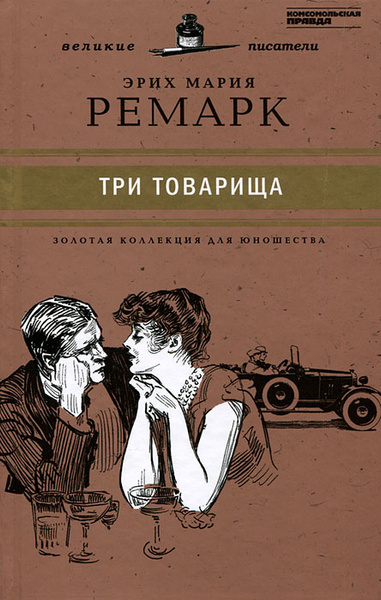 КОМСОМОЛЬСКАЯ
ПРАВДА
великие писатели
ЭРИХ МАРИЯ
РЕМАРК
ТРИ ТОВАРИЩА
ЗОЛОТАЯ КОЛЛЕКЦИЯ ДЛЯ ЮНОШЕСТВА